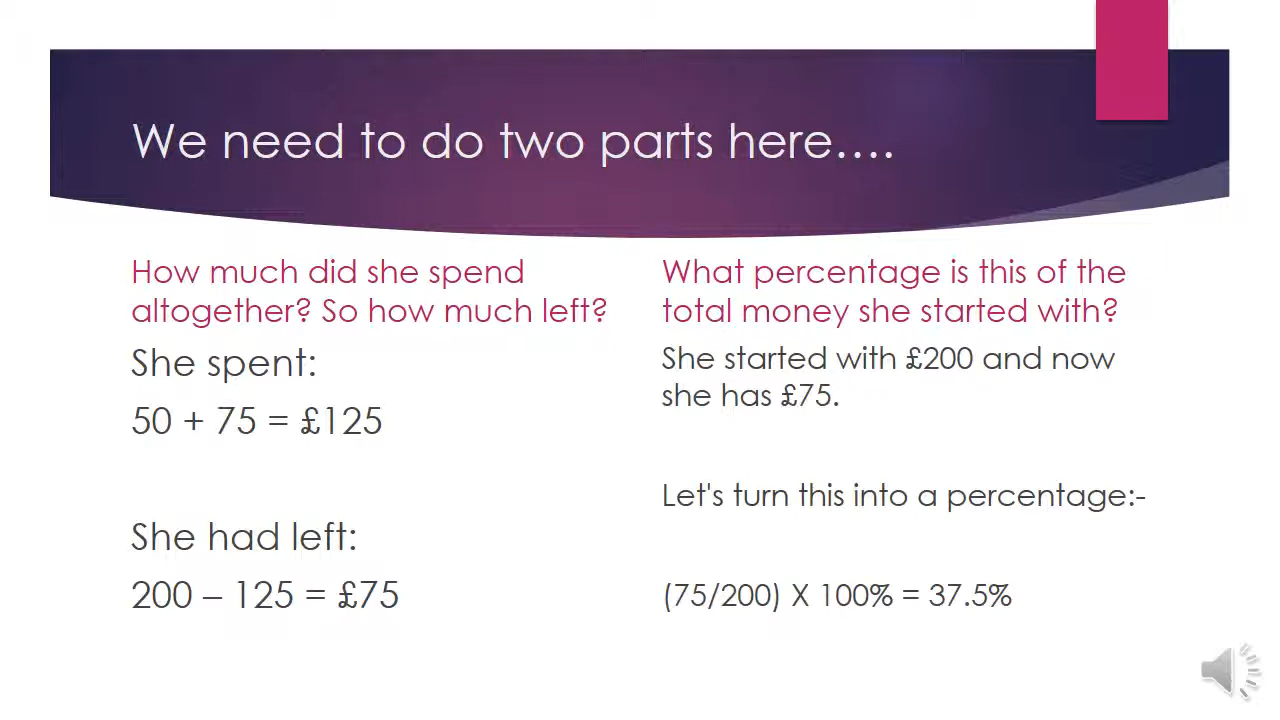 We need to do two parts here....
How much did she spend
altogether? So how much left?
She spent:
50 + 75 = £125
She had left:
200 – 125 = £75
What percentage is this of the
total money she started with?
She started with £200 and now
she has £75.
Let's turn this into a percentage:-
(75/200) X 100% = 37.5%